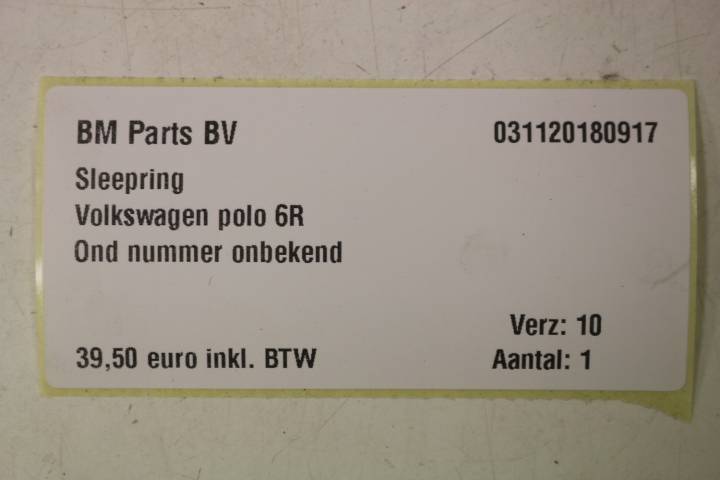 BM Parts BV 031120180917
Sleepring
Volkswagen polo 6R
Ond nummer onbekend
Verz: 10
39,50 euro inkl. BTW Aantal: 1